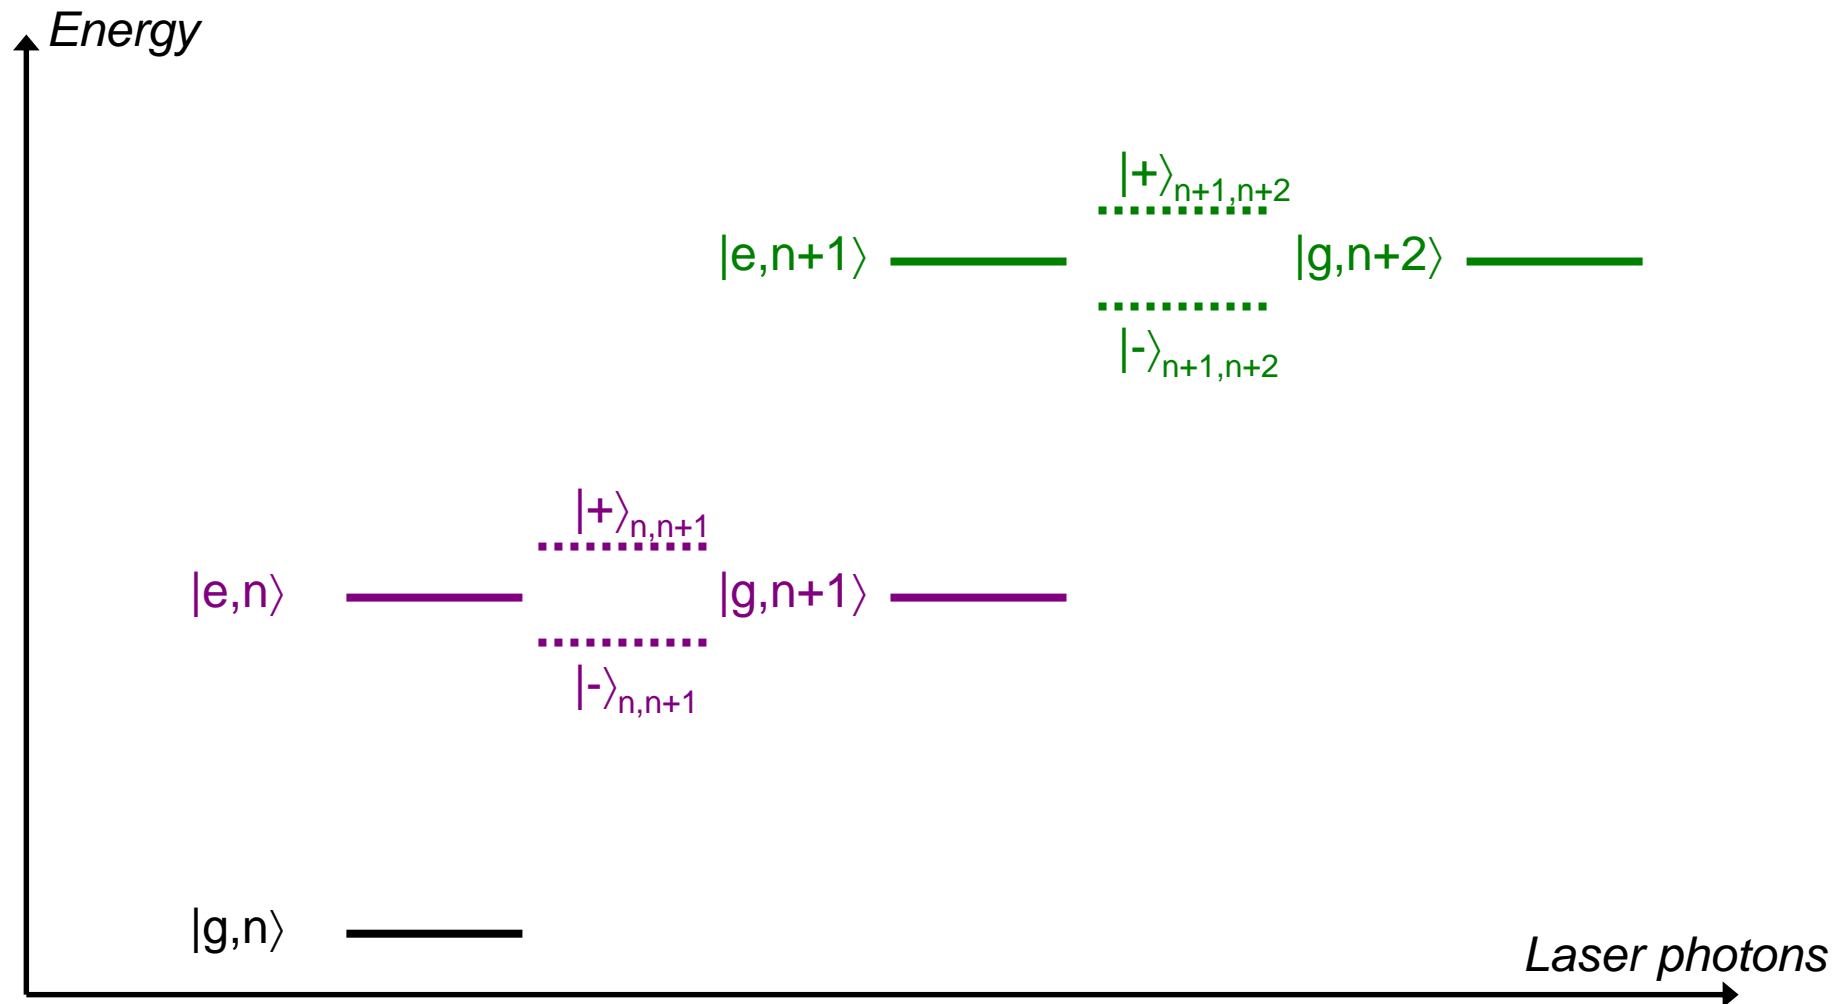 Energy
|+⟩n+1,n+2
|e,n+1⟩
|g,n+2⟩
|-⟩n+1,n+2
|+⟩n,n+1
|e,n⟩
|g,n+1⟩
|-⟩n,n+1
|g,n⟩
Laser photons